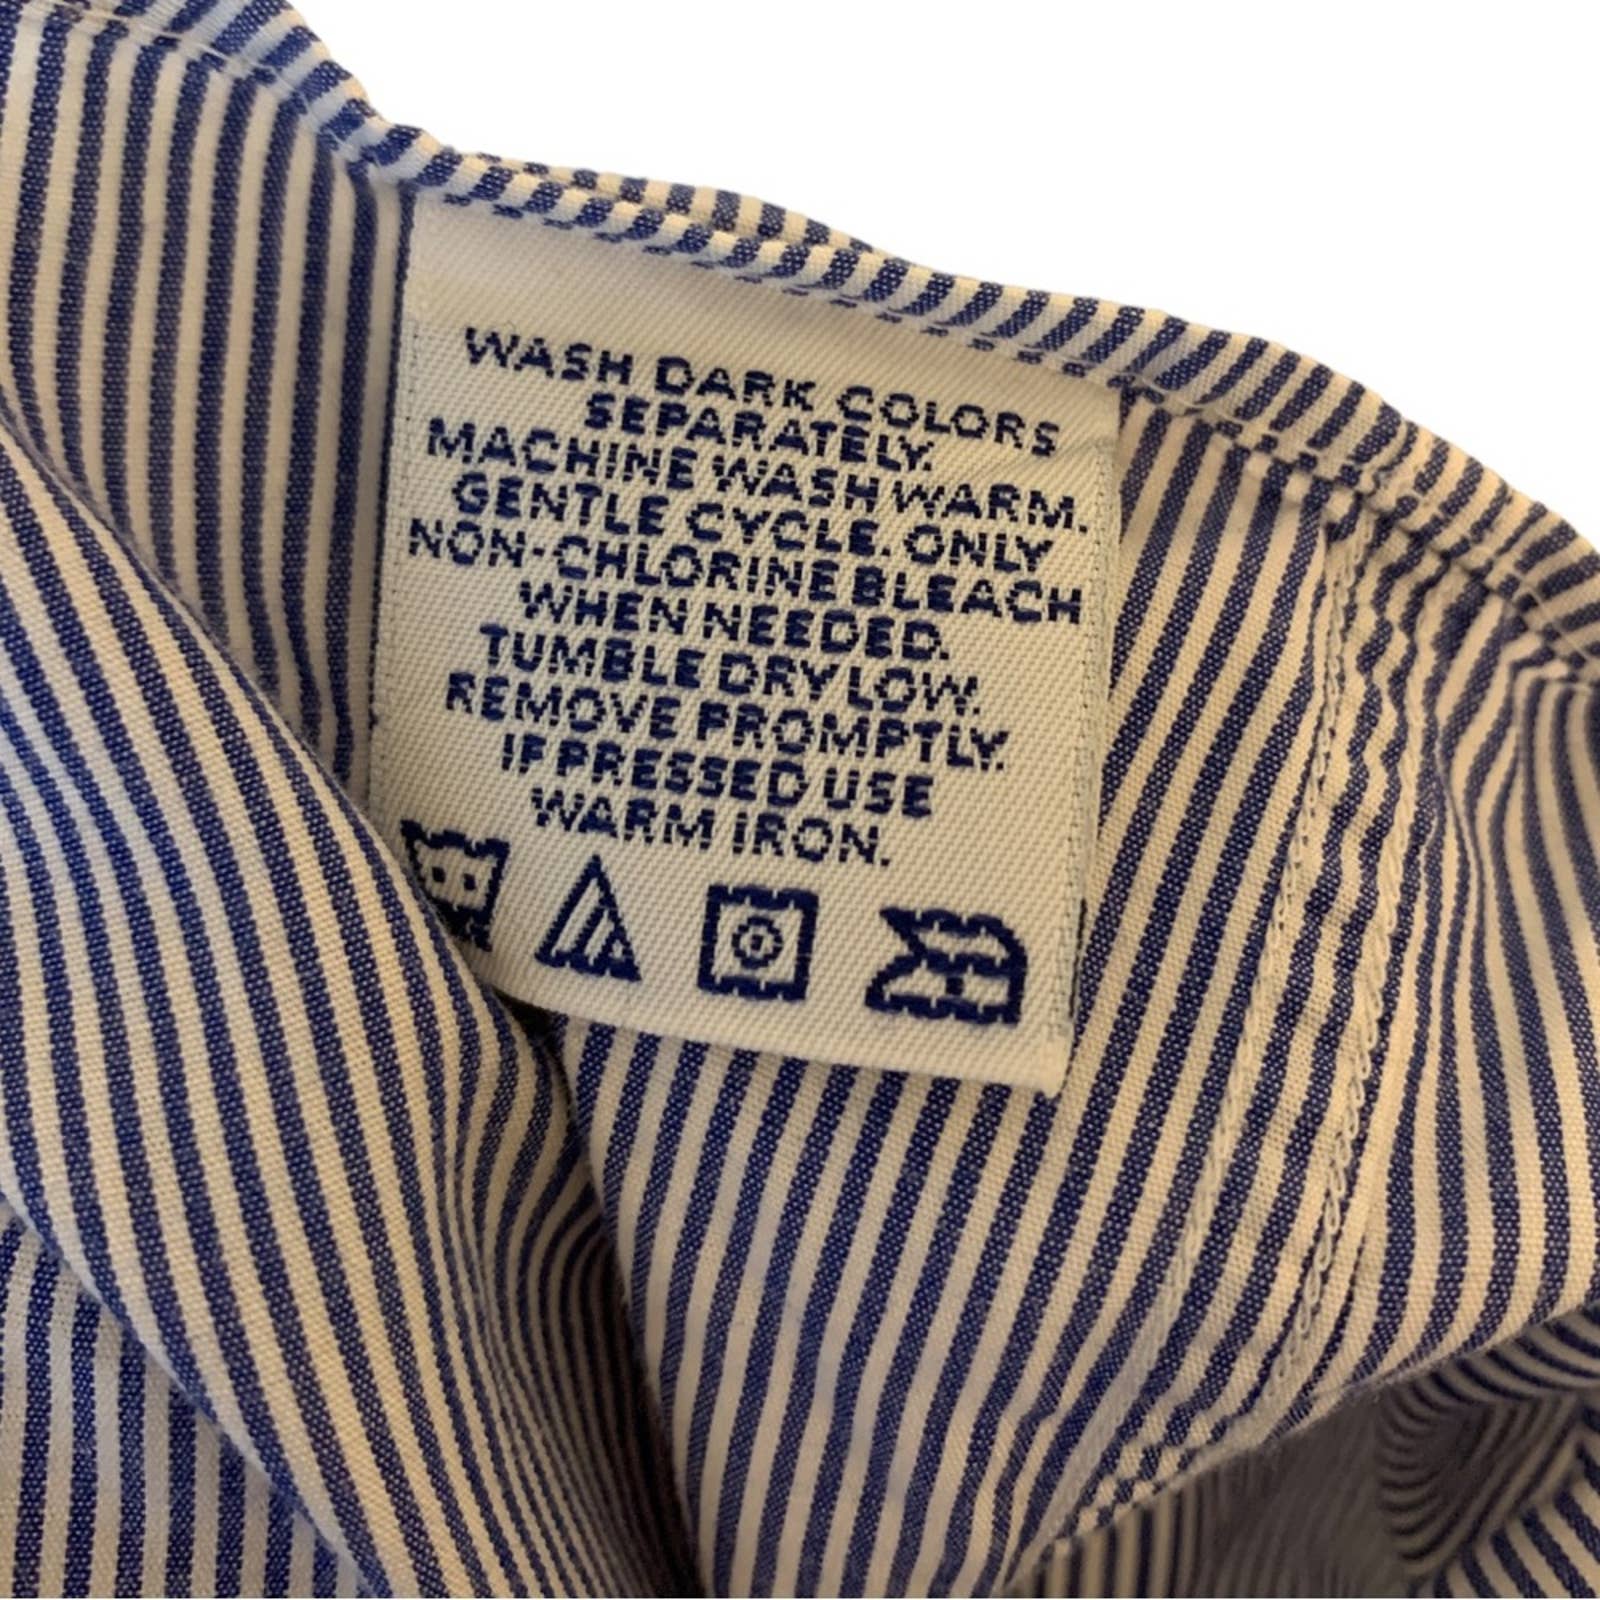 WASH DARK COLORS
SEPARATELY.
MACHINE WASH WARM.
GENTLE CYCLE. ONLY
NON-CHLORINE BLEACH
WHEN NEEDED.
TUMBLE DRY LOW.
REMOVE PROMPTLY.
IF PRESSED USE
WARM IRON.